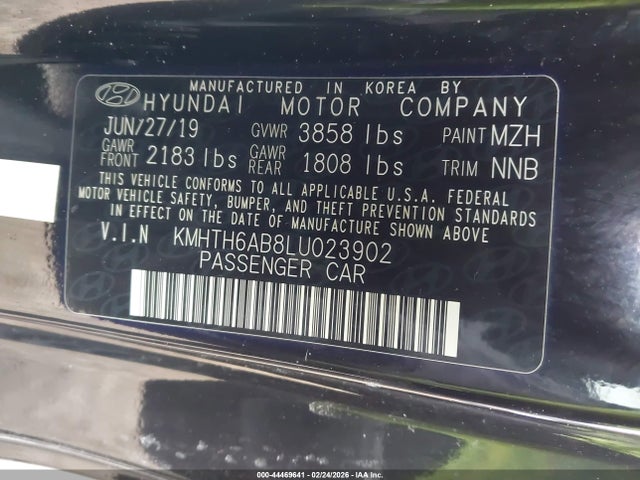 MANUFACTURED IN KOREA BY
HYUNDAI MOTOR COMPANY
JUN/27/19 GVWR 3858 lbs PAINT MZH
GAWR FRONT 2183 lbs GAWR REAR 1808 lbs TRIM NNB
THIS VEHICLE CONFORMS TO ALL APPLICABLE U.S.A. FEDERAL
MOTOR VEHICLE SAFETY, BUMPER, AND THEFT PREVENTION STANDARDS
IN EFFECT ON THE DATE OF MANUFACTURE SHOWN ABOVE.
V.I.N KMHTH6AB8LU023902
PASSENGER CAR
000-44469641 - 02/24/2026 - © IAA Inc.